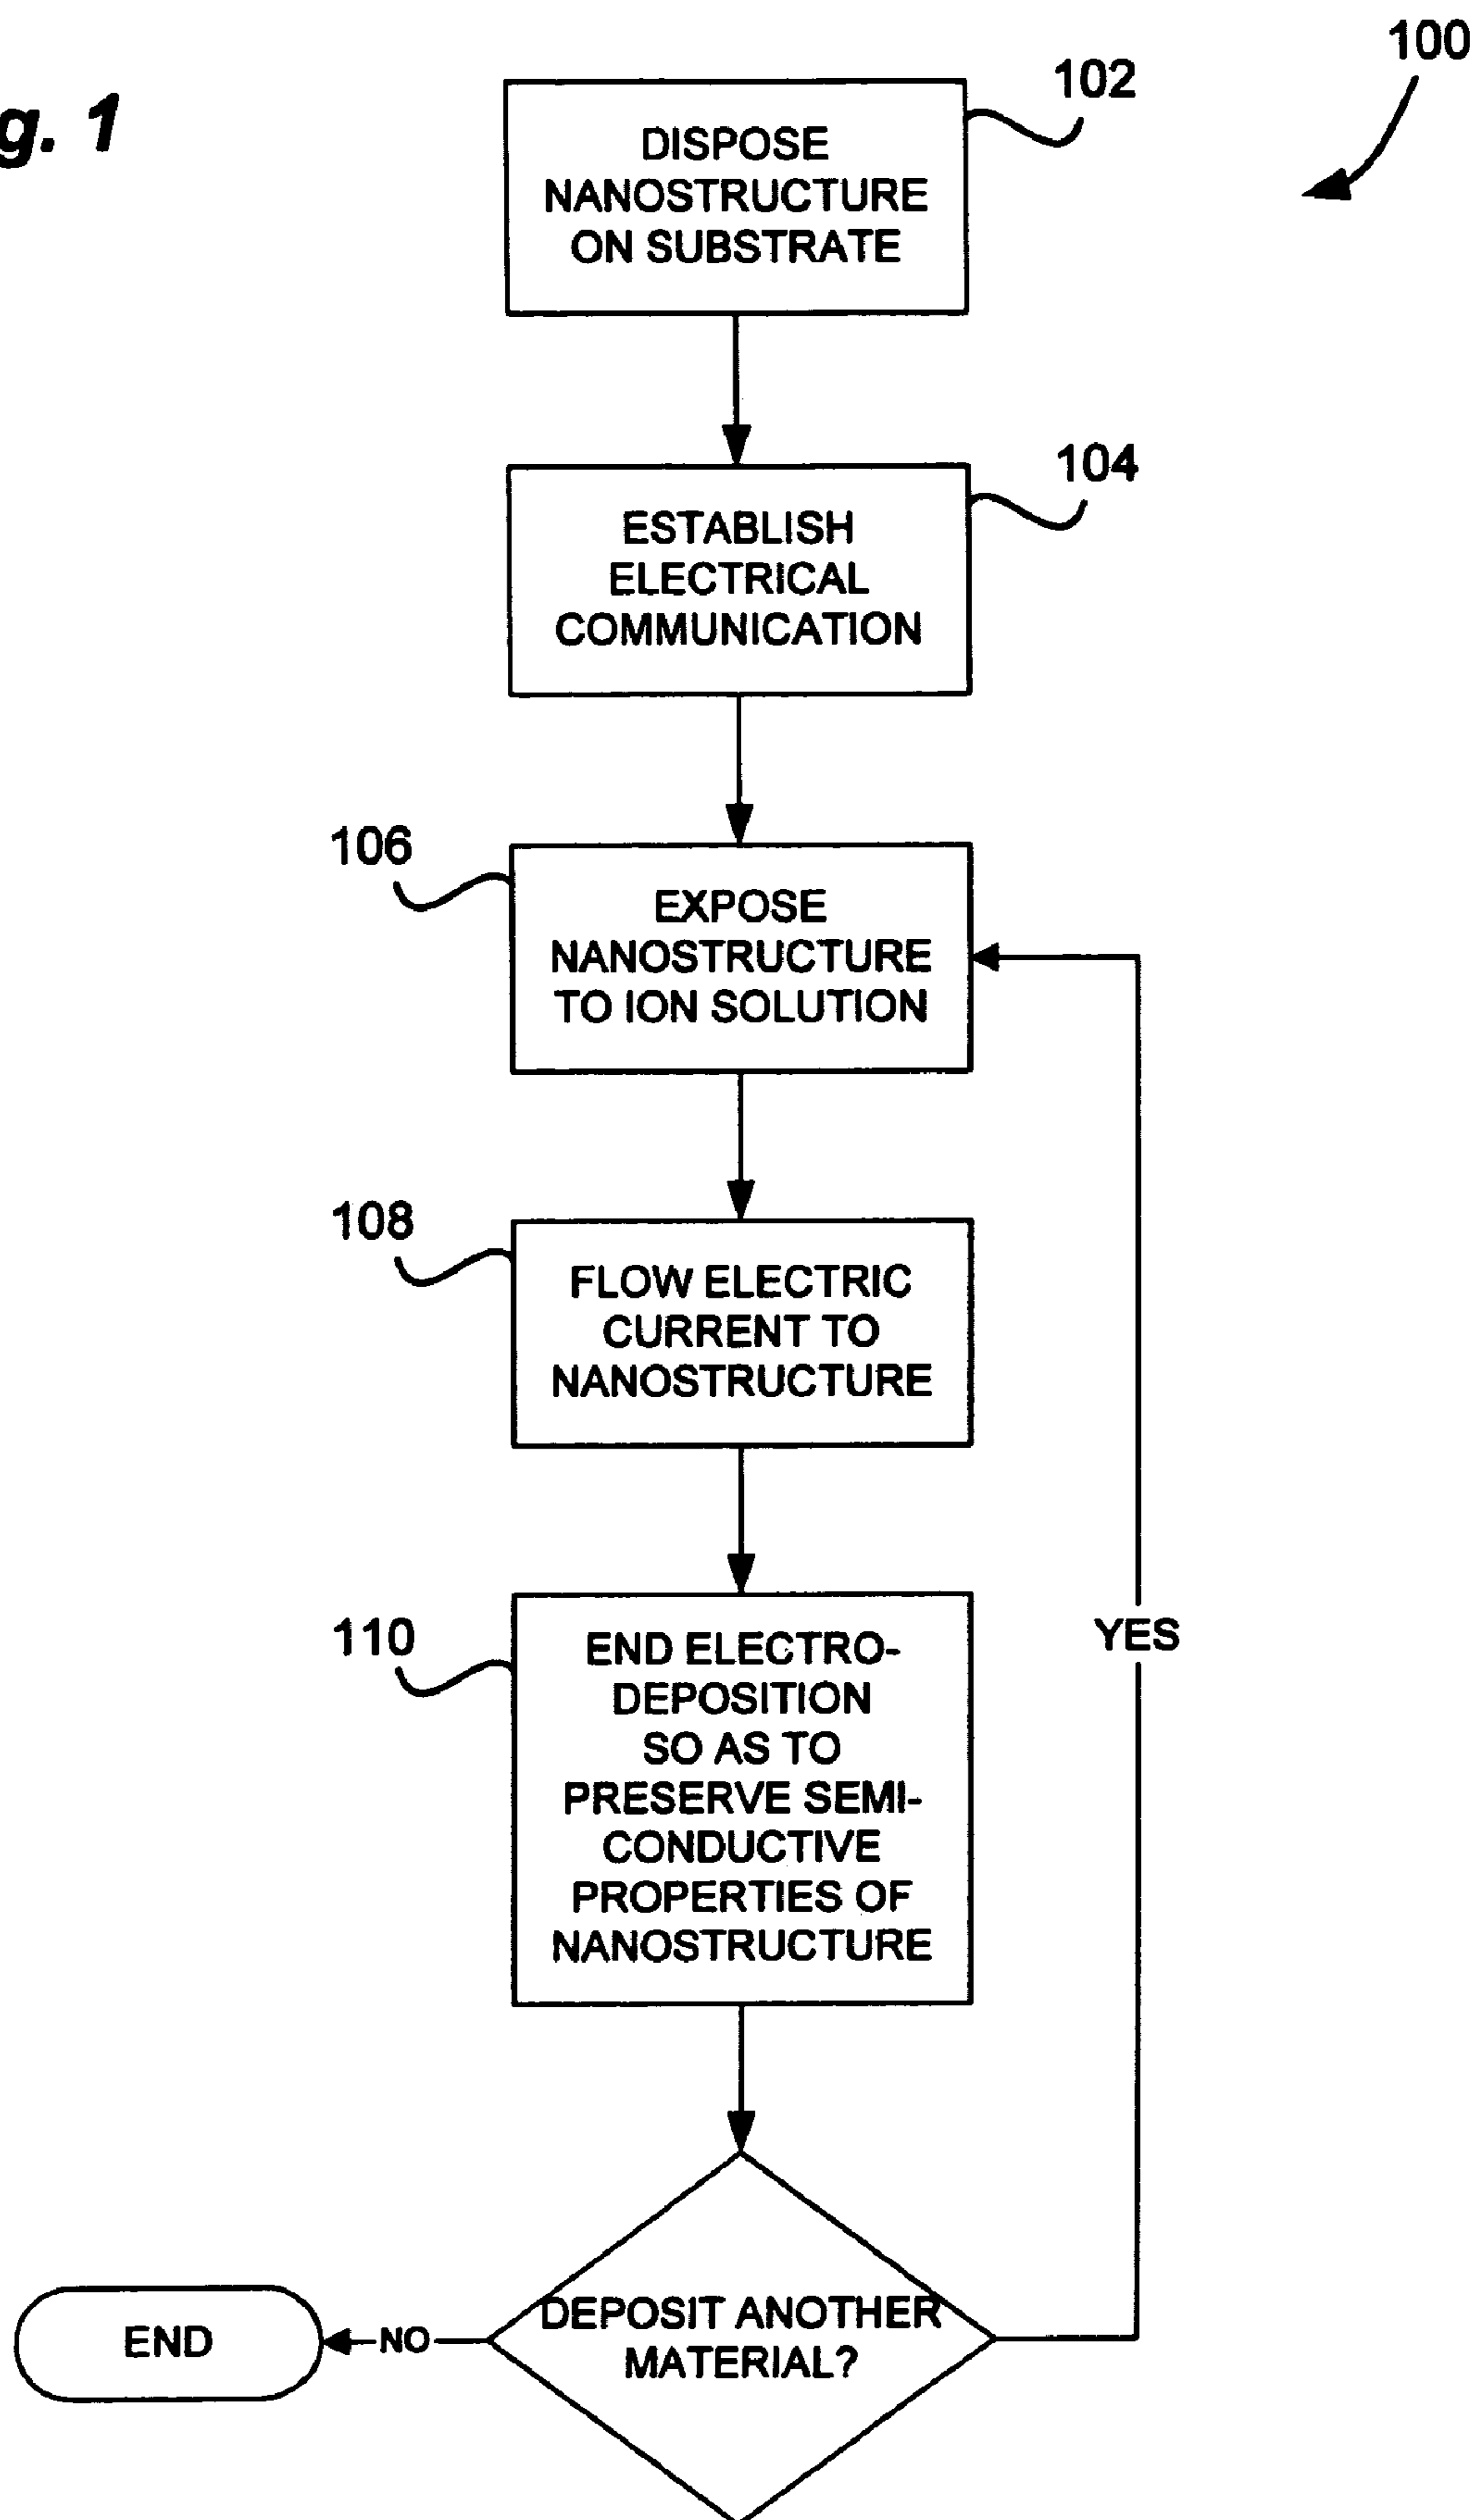 g. 1
100
102
DISPOSE
NANOSTRUCTURE
ON SUBSTRATE
104
ESTABLISH
ELECTRICAL
COMMUNICATION
106
EXPOSE
NANOSTRUCTURE
TO ION SOLUTION
108
FLOW ELECTRIC
CURRENT TO
NANOSTRUCTURE
110
END ELECTRO-
DEPOSITION
SO AS TO
PRESERVE SEMI-
CONDUCTIVE
PROPERTIES OF
NANOSTRUCTURE
YES
DEPOSIT ANOTHER
MATERIAL?
NO
END